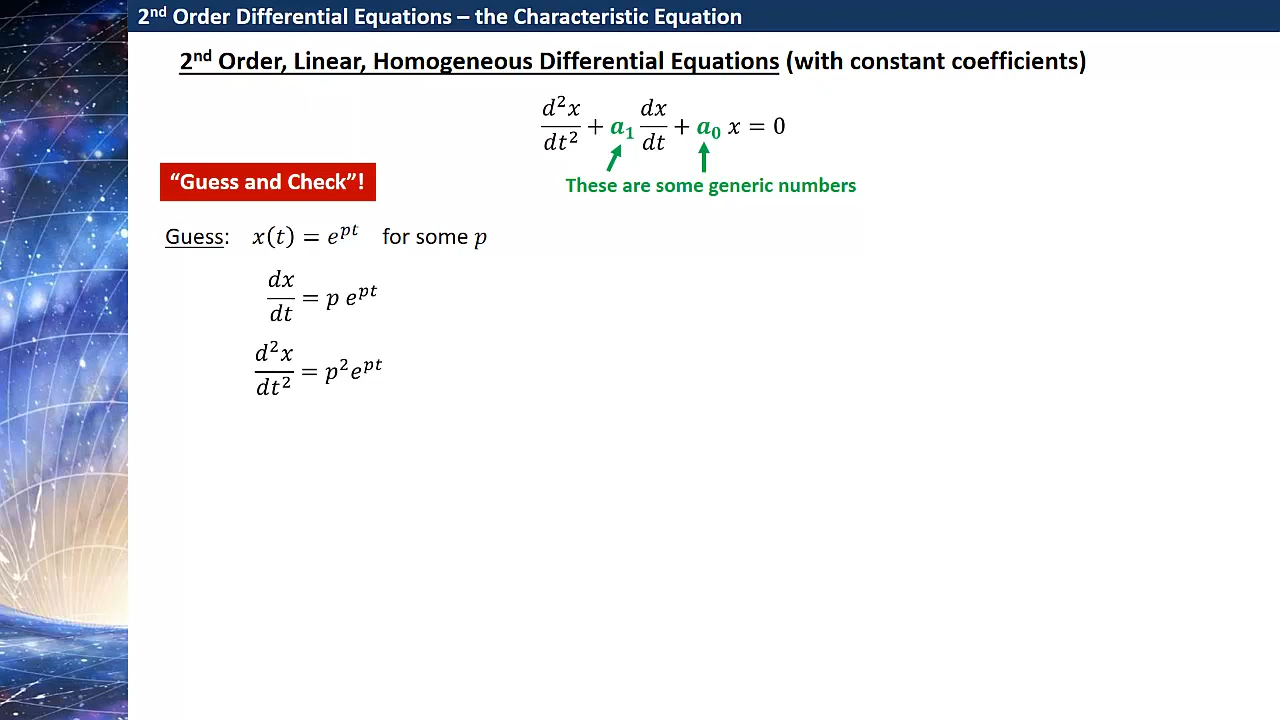 2nd Order Differential Equations – the Characteristic Equation
2nd Order, Linear, Homogeneous Differential Equations (with constant coefficients)
d²x/dt² + a₁ dx/dt + a₀ x = 0
These are some generic numbers
“Guess and Check”!
Guess: x(t) = e^{pt} for some p
dx/dt = p e^{pt}
d²x/dt² = p²e^{pt}